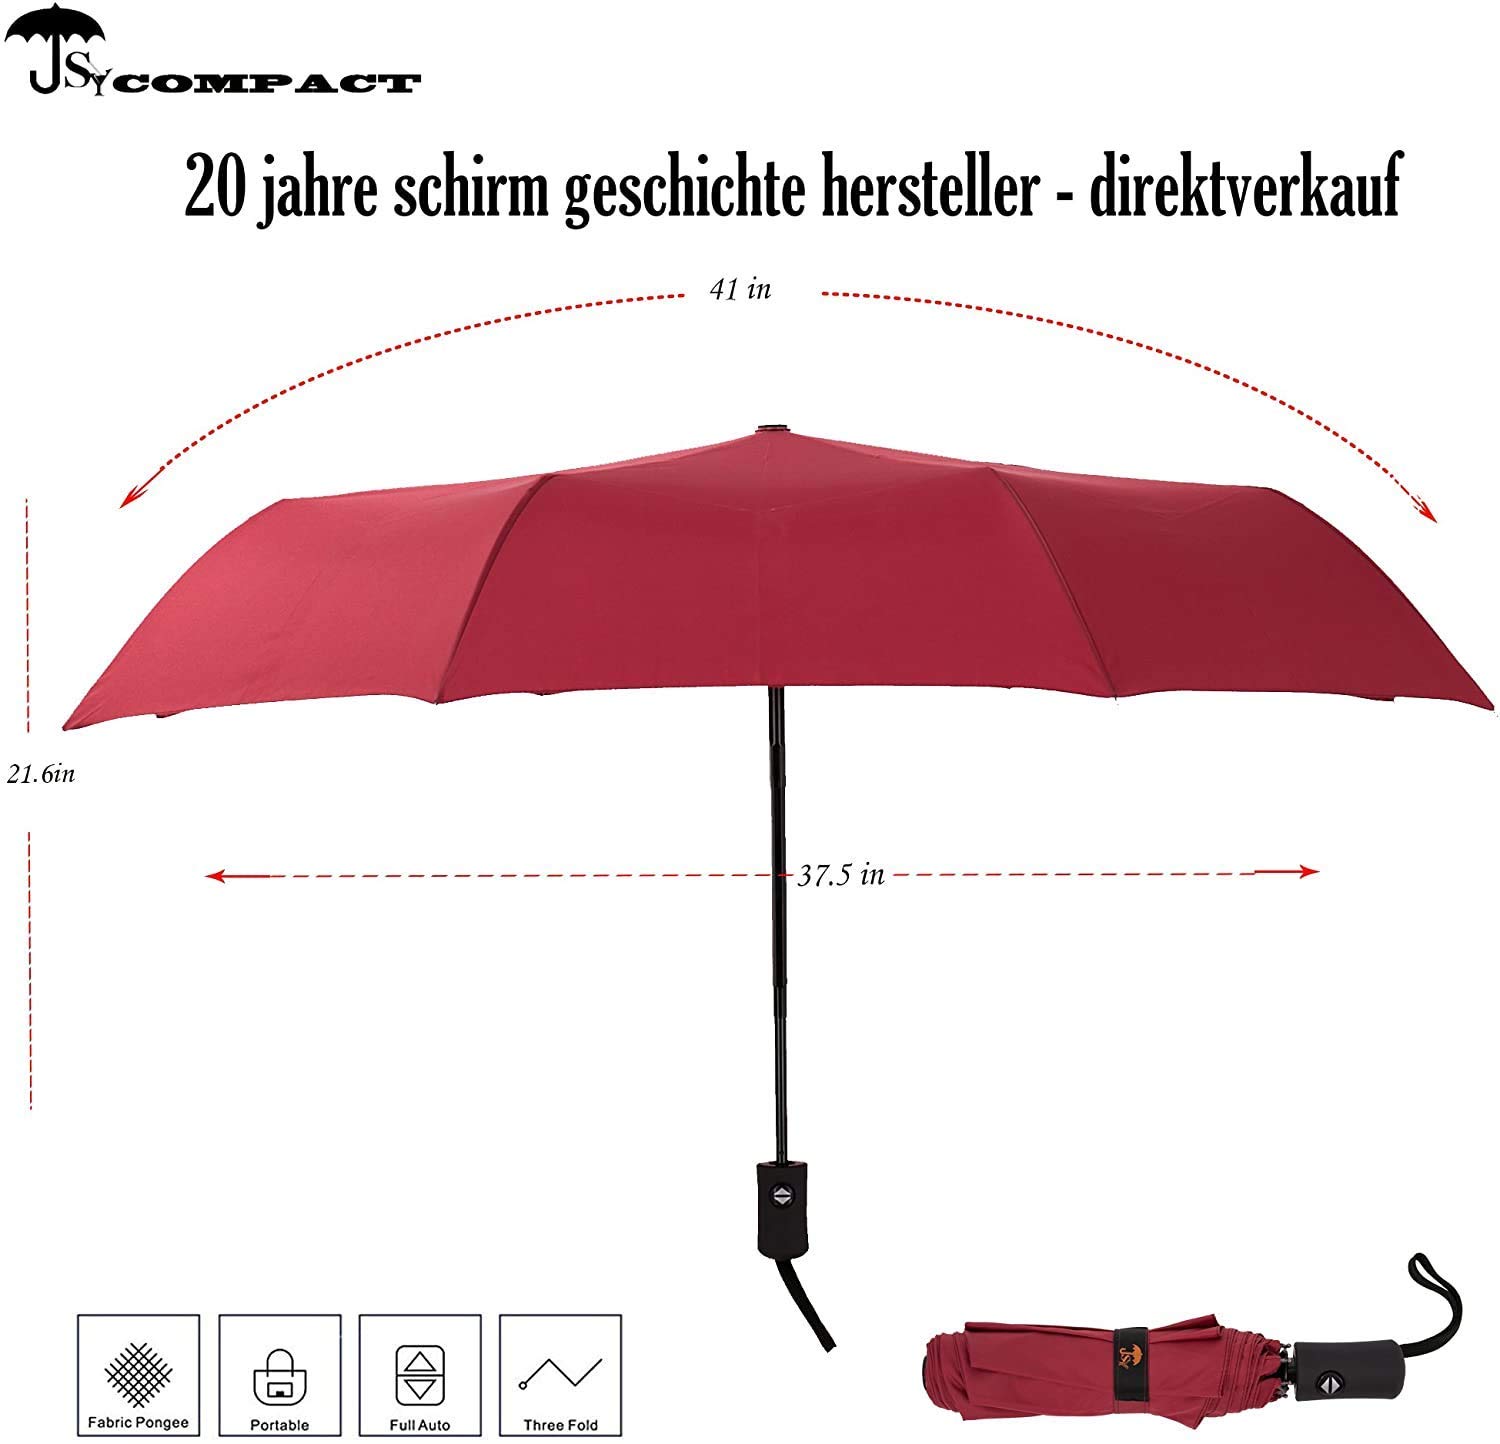 JSY COMPACT
20 jahre schirm geschichte hersteller - direktverkauf
41 in
21.6in
37.5 in
Fabric Pongee
Portable
Full Auto
Three Fold
JSY